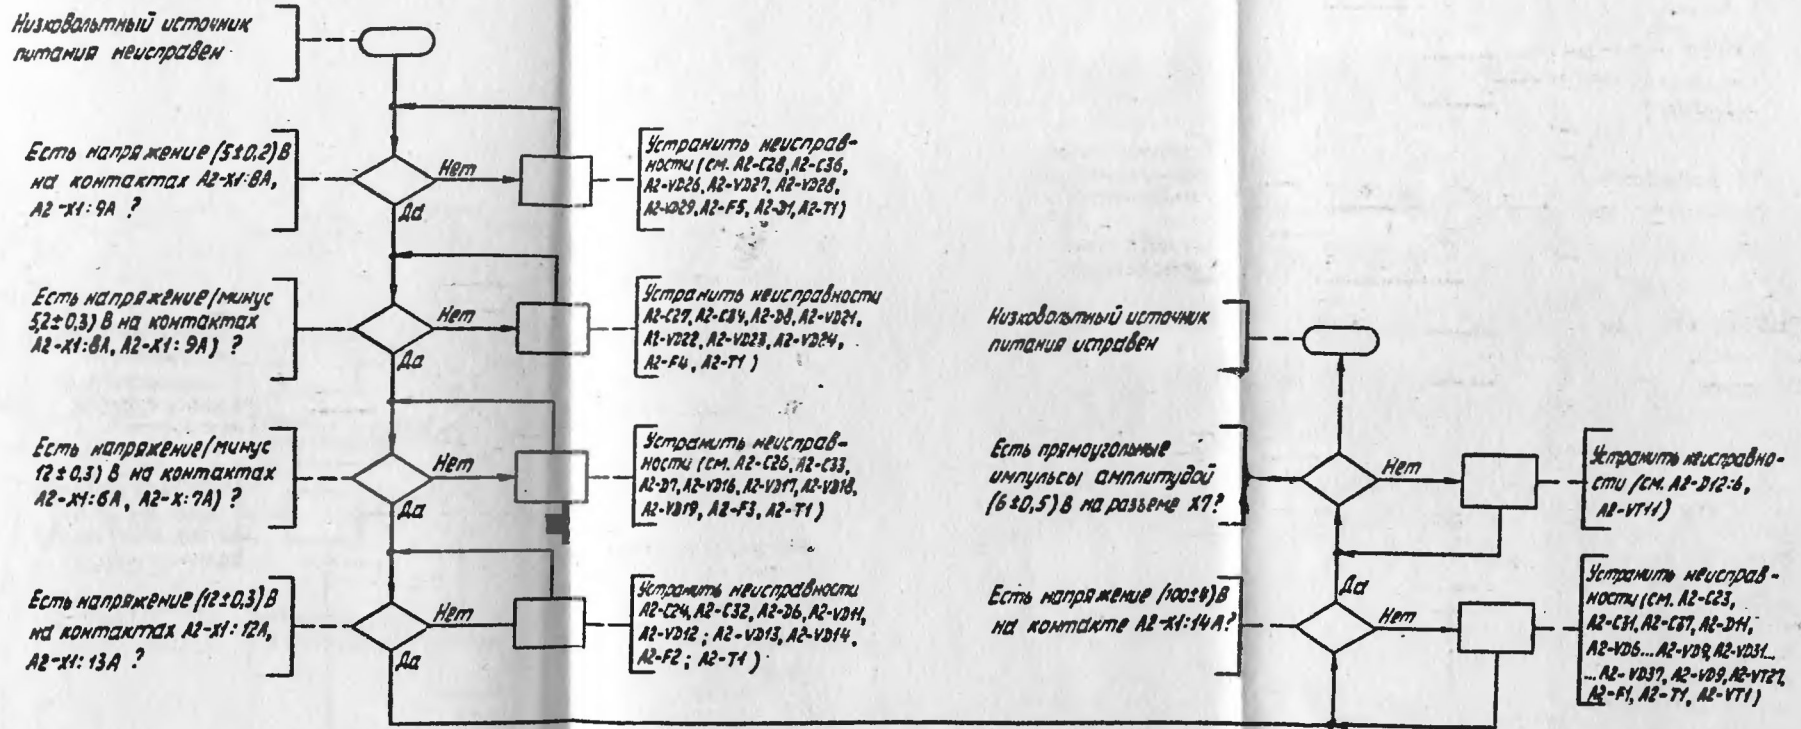 Низковольтный источник
питания неисправен
Есть напряжение (5±0,2) В
на контактах А2-Х1:8А,
А2-Х1:9А ?
Нет
Да
Устранить неисправ-
ности (см. А2-С28, А2-С36,
А2-VD26, А2-VD27, А2-VD28,
А2-VD29, А2-F5, А2-D1, А2-Т1)
Есть напряжение (минус
5,2±0,3) В на контактах
А2-Х1:8А, А2-Х1:9А) ?
Нет
Да
Устранить неисправности
А2-С27, А2-С34, А2-D8, А2-VD21,
А2-VD22, А2-VD23, А2-VD24,
А2-F4, А2-Т1)
Есть напряжение (минус
12±0,3) В на контактах
А2-Х1:6А, А2-Х:7А) ?
Нет
Да
Устранить неисправ-
ности (см. А2-С26, А2-С33,
А2-D7, А2-VD16, А2-VD17, А2-VD18,
А2-VD19, А2-F3, А2-Т1)
Есть напряжение (12±0,3) В
на контактах А2-Х1:12А,
А2-Х1:13А ?
Нет
Да
Устранить неисправности
А2-С24, А2-С32, А2-D6, А2-VD11,
А2-VD12; А2-VD13, А2-VD14,
А2-F2; А2-Т1)
Низковольтный источник
питания исправен
Есть прямоугольные
импульсы амплитудой
(6±0,5) В на разъеме Х7?
Нет
Устранить неисправно-
сти (см. А2-D12:6,
А2-VT11)
Да
Есть напряжение (100±4) В
на контакте А2-Х1:14А?
Нет
Устранить неисправ-
ности (см. А2-С23,
А2-С31, А2-С37, А2-D11,
А2-VD6...А2-VD9, А2-VD31...
...А2-VD37, А2-VD9, А2-VT27,
А2-F1, А2-Т1, А2-VT1)